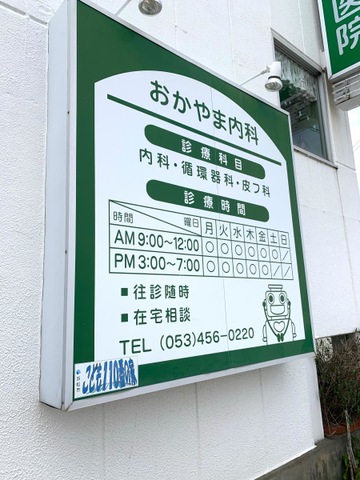 医院
おかやま内科
診療科目
内科・循環器科・皮フ科
診療時間
時間 曜日 月 火 水 木 金 土 日
AM 9:00～12:00 ○ ○ ○ ○ ○ ○ /
PM 3:00～7:00 ○ ○ ○ ○ ○ / /
■ 往診随時
■ 在宅相談
TEL (053)456-0220
こども110番の家